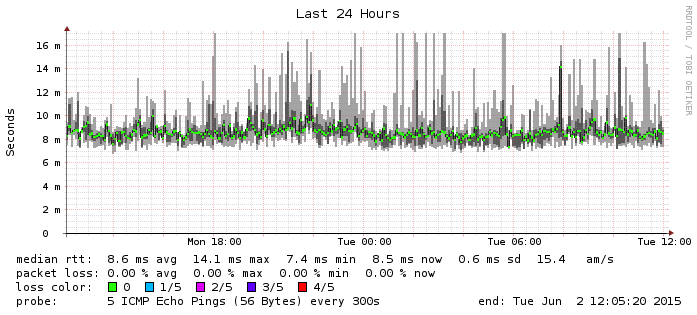 Last 24 Hours
RRDTOOL / TOBI OETIKER
Seconds
16 m
14 m
12 m
10 m
8 m
6 m
4 m
2 m
0
Mon 18:00 Tue 00:00 Tue 06:00 Tue 12:00
median rtt: 8.6 ms avg 14.1 ms max 7.4 ms min 8.5 ms now 0.6 ms sd 15.4 am/s
packet loss: 0.00 % avg 0.00 % max 0.00 % min 0.00 % now
loss color: 0 1/5 2/5 3/5 4/5
probe: 5 ICMP Echo Pings (56 Bytes) every 300s end: Tue Jun 2 12:05:20 2015